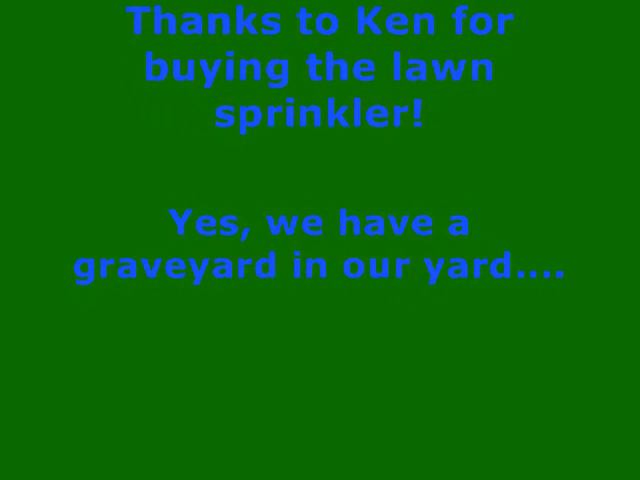 Thanks to Ken for
buying the lawn
sprinkler!
Yes, we have a
graveyard in our yard....